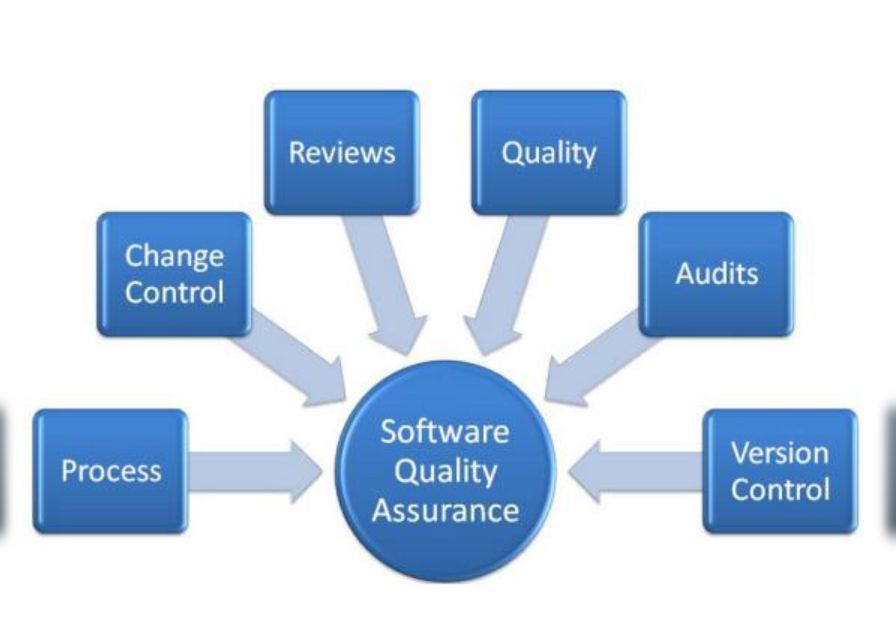 Reviews
Quality
Change
Control
Audits
Process
Software
Quality
Assurance
Version
Control